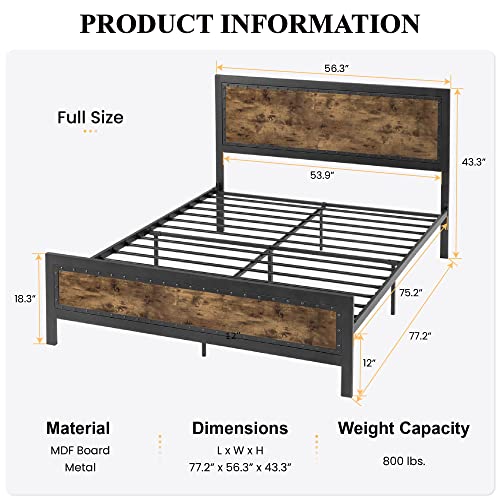 PRODUCT INFORMATION
Full Size
56.3"
53.9"
43.3"
18.3"
75.2"
77.2"
12"
12"
Material
MDF Board
Metal
Dimensions
L x W x H
77.2" x 56.3" x 43.3"
Weight Capacity
800 lbs.